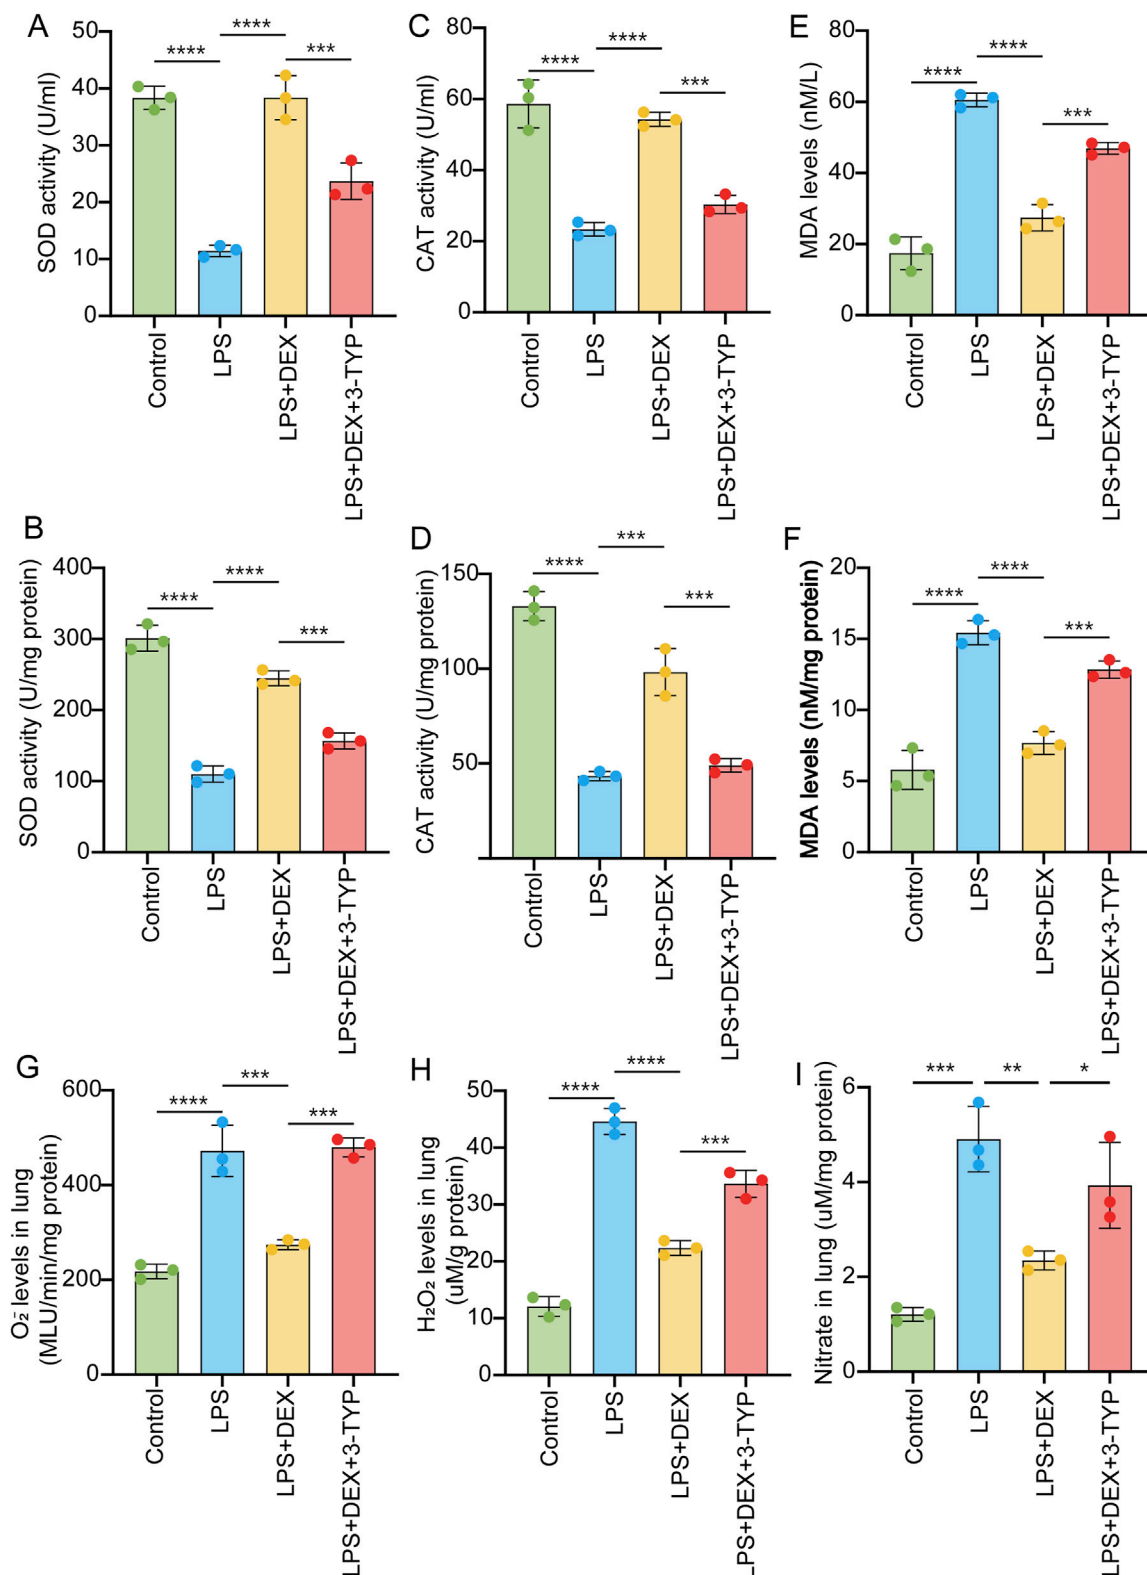 A
SOD activity (U/ml)
50
40
30
20
10
0
****
****
***
Control
LPS
LPS+DEX
LPS+DEX+3-TYP
C
CAT activity (U/ml)
80
60
40
20
0
****
****
***
Control
LPS
LPS+DEX
LPS+DEX+3-TYP
E
MDA levels (nM/L)
80
60
40
20
0
****
****
***
Control
LPS
LPS+DEX
LPS+DEX+3-TYP
B
SOD activity (U/mg protein)
400
300
200
100
0
****
****
***
Control
LPS
LPS+DEX
LPS+DEX+3-TYP
D
CAT activity (U/mg protein)
150
100
50
****
***
***
Control
LPS
LPS+DEX
LPS+DEX+3-TYP
F
MDA levels (nM/mg protein)
20
15
10
5
0
****
****
***
Control
LPS
LPS+DEX
LPS+DEX+3-TYP
G
O₂⁻ levels in lung
(MLU/min/mg protein)
600
400
200
0
****
***
***
Control
LPS
LPS+DEX
LPS+DEX+3-TYP
H
H₂O₂ levels in lung
(uM/g protein)
50
40
30
20
10
0
****
****
***
Control
LPS
LPS+DEX
LPS+DEX+3-TYP
I
Nitrate in lung (uM/mg protein)
6
4
2
0
***
**
*
Control
LPS
LPS+DEX
LPS+DEX+3-TYP